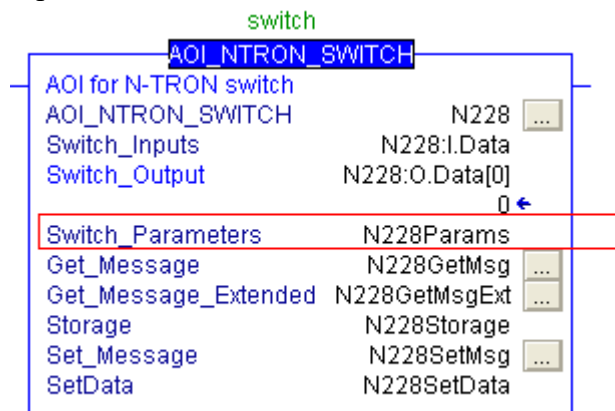 switch
AOI_NTRON_SWITCH
AOI for N-TRON switch
AOI_NTRON_SWITCH N228 ...
Switch_Inputs N228:I.Data
Switch_Output N228:O.Data[0]
0
Switch_Parameters N228Params
Get_Message N228GetMsg ...
Get_Message_Extended N228GetMsgExt ...
Storage N228Storage
Set_Message N228SetMsg ...
SetData N228SetData